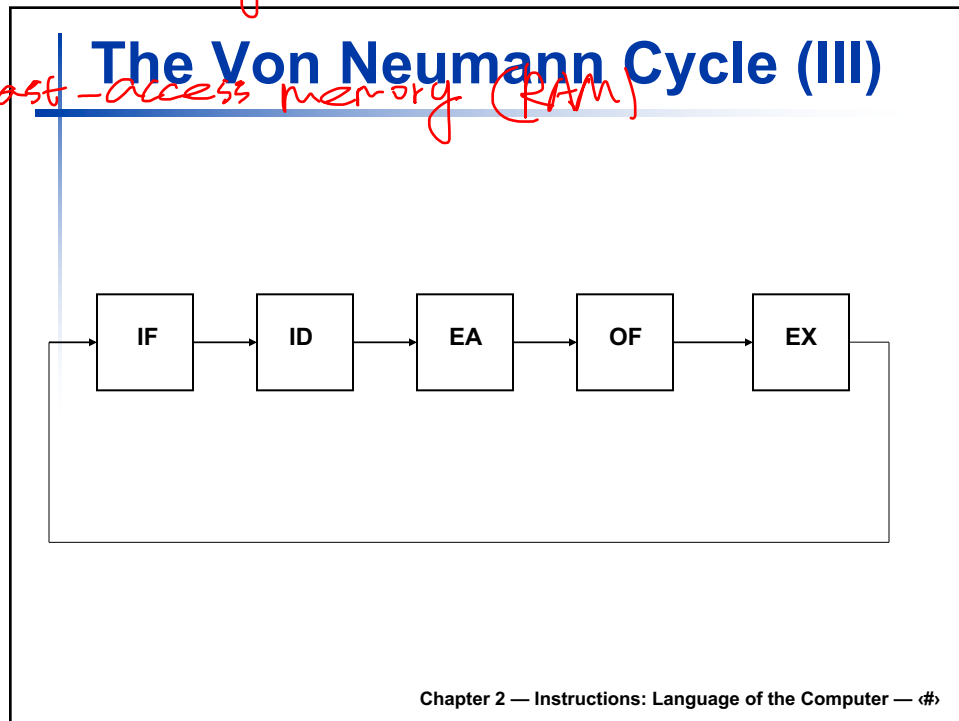 The Von Neumann Cycle (III)
ast-access memory (RAM)
IF ID EA OF EX
Chapter 2 — Instructions: Language of the Computer — ‹#›